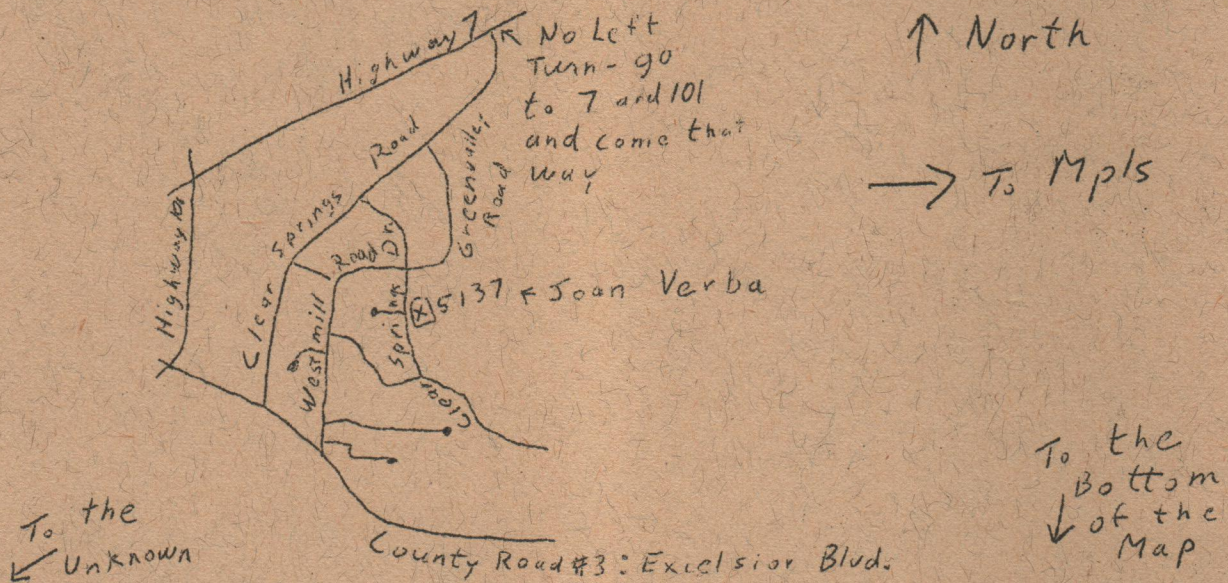 Highway 7
No Left
Turn - go
to 7 and 101
and come that
way
↑ North
→ To Mpls
Highway 101
Clear Springs Road
Greenvalley
Road
Westmill Road
Clear Springs Dr.
5137 ← Joan Verba
To the
Unknown
To the
Bottom
of the
Map
County Road #3: Excelsior Blvd.